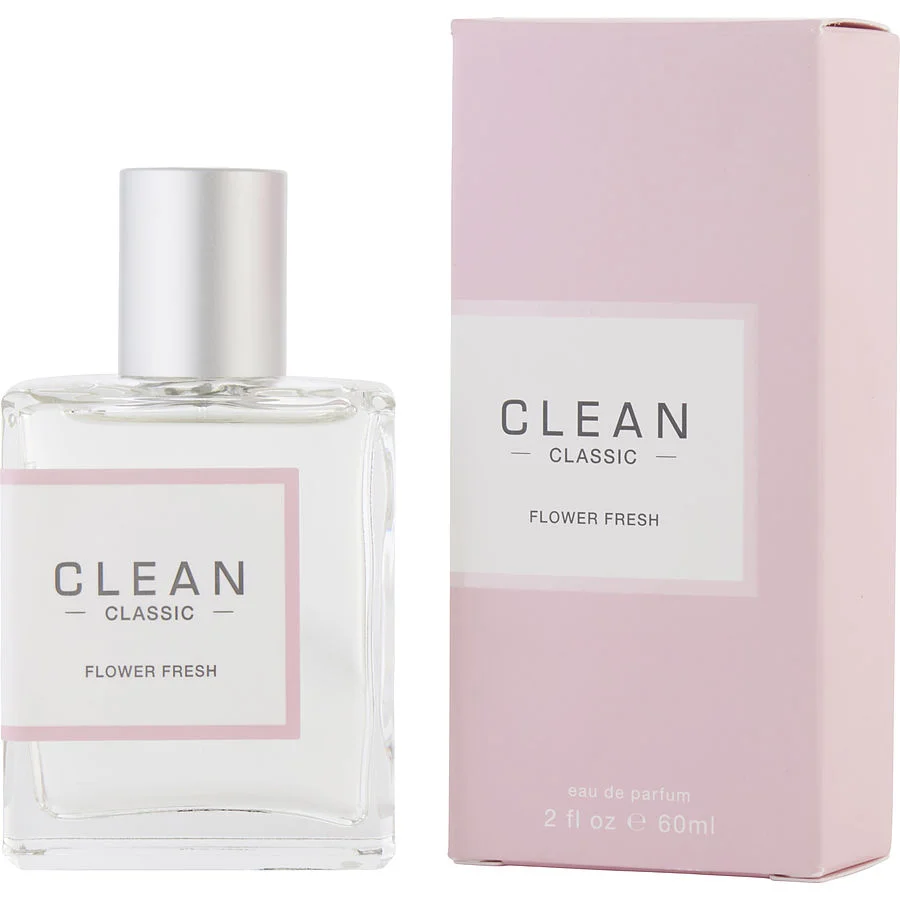 CLEAN
— CLASSIC —
FLOWER FRESH
CLEAN
— CLASSIC —
FLOWER FRESH
eau de parfum
2 fl oz ℮ 60ml